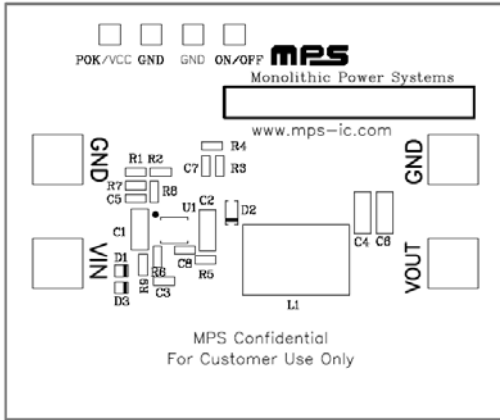 POK/VCC GND GND ON/OFF
MPS
Monolithic Power Systems
www.mps-ic.com
GND
GND
R4
R1 R2
C7 R3
R7
R8
C5
U1
C2
D2
C1
C4 C6
VIN
VOUT
D1
R6
C8
R5
D3
R9
C3
L1
MPS Confidential
For Customer Use Only